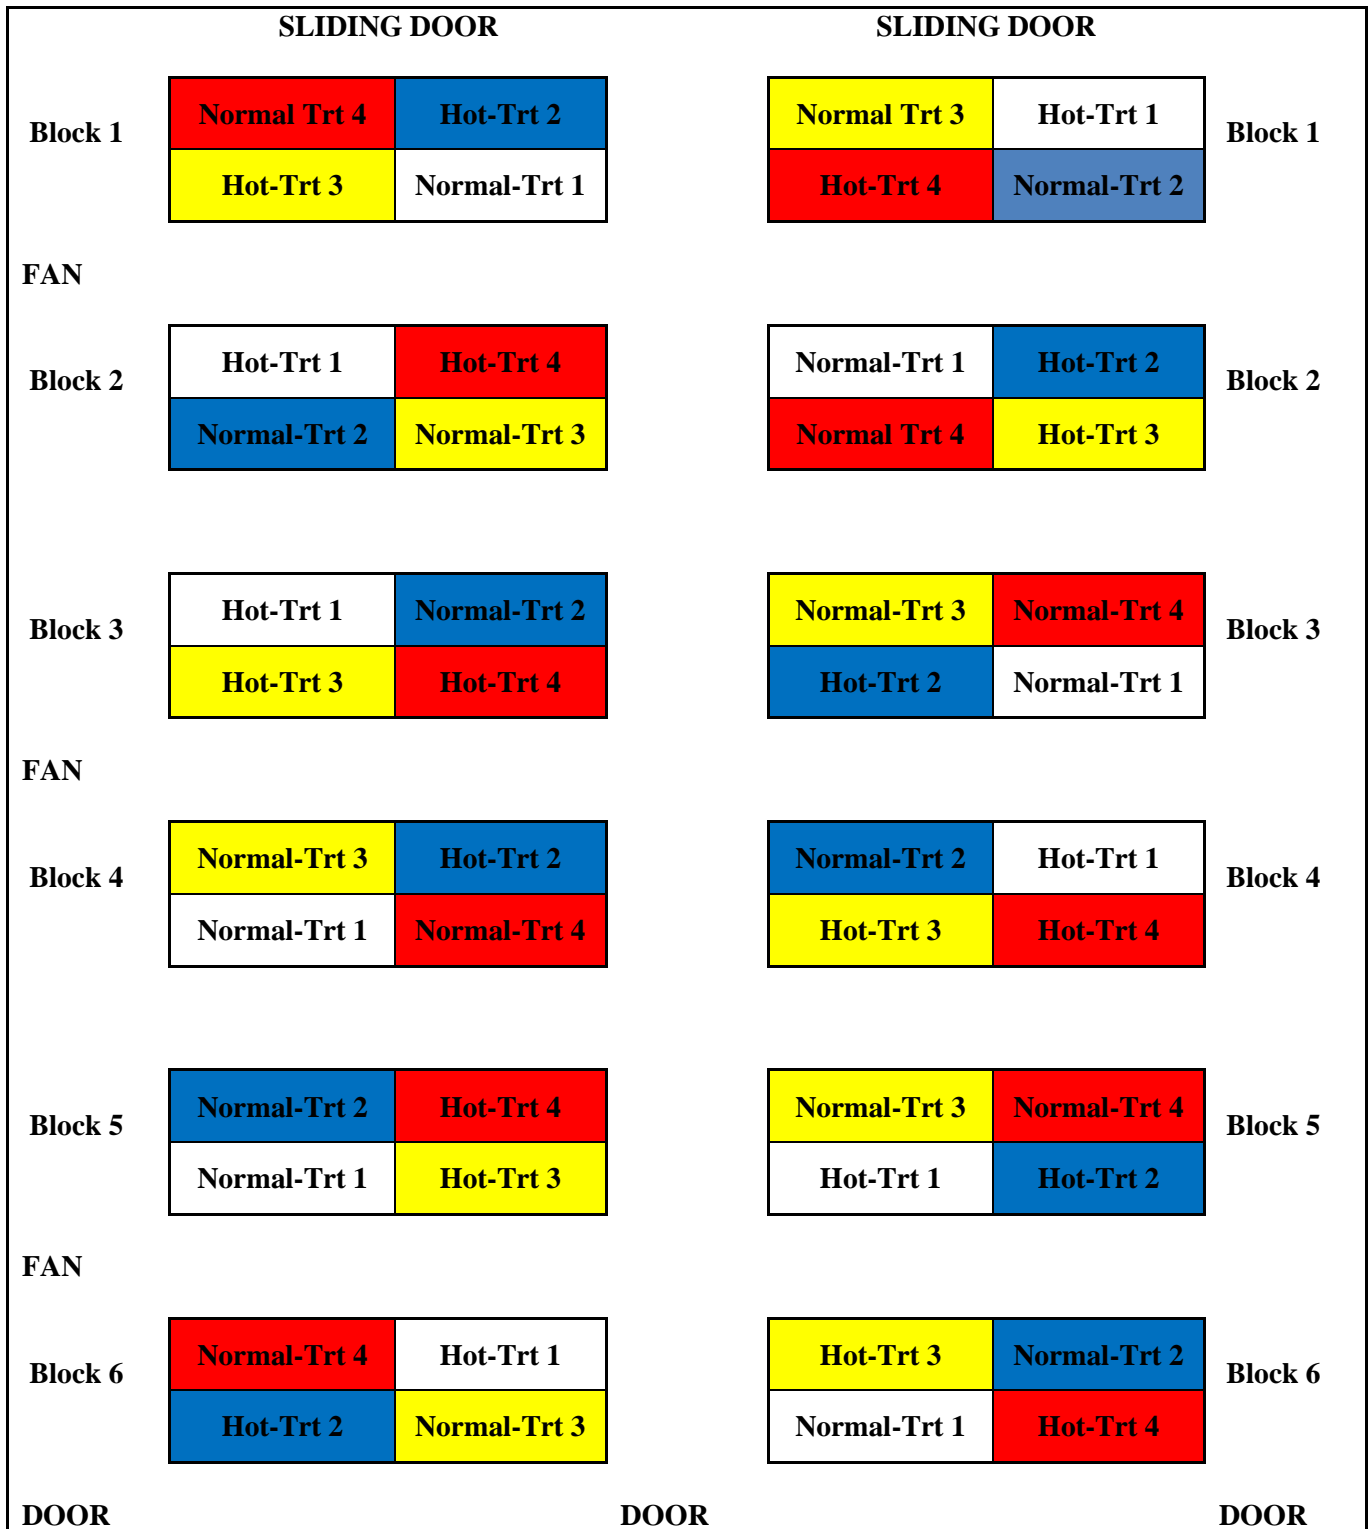 SLIDING DOOR SLIDING DOOR
Normal Trt 4 Hot-Trt 2 Normal Trt 3 Hot-Trt 1
Block 1 Block 1
Hot-Trt 3 Normal-Trt 1 Hot-Trt 4 Normal-Trt 2
FAN
Hot-Trt 1 Hot-Trt 4 Normal-Trt 1 Hot-Trt 2
Block 2 Block 2
Normal-Trt 2 Normal-Trt 3 Normal Trt 4 Hot-Trt 3
Hot-Trt 1 Normal-Trt 2 Normal-Trt 3 Normal-Trt 4
Block 3 Block 3
Hot-Trt 3 Hot-Trt 4 Hot-Trt 2 Normal-Trt 1
FAN
Normal-Trt 3 Hot-Trt 2 Normal-Trt 2 Hot-Trt 1
Block 4 Block 4
Normal-Trt 1 Normal-Trt 4 Hot-Trt 3 Hot-Trt 4
Normal-Trt 2 Hot-Trt 4 Normal-Trt 3 Normal-Trt 4
Block 5 Block 5
Normal-Trt 1 Hot-Trt 3 Hot-Trt 1 Hot-Trt 2
FAN
Normal-Trt 4 Hot-Trt 1 Hot-Trt 3 Normal-Trt 2
Block 6 Block 6
Hot-Trt 2 Normal-Trt 3 Normal-Trt 1 Hot-Trt 4
DOOR DOOR DOOR